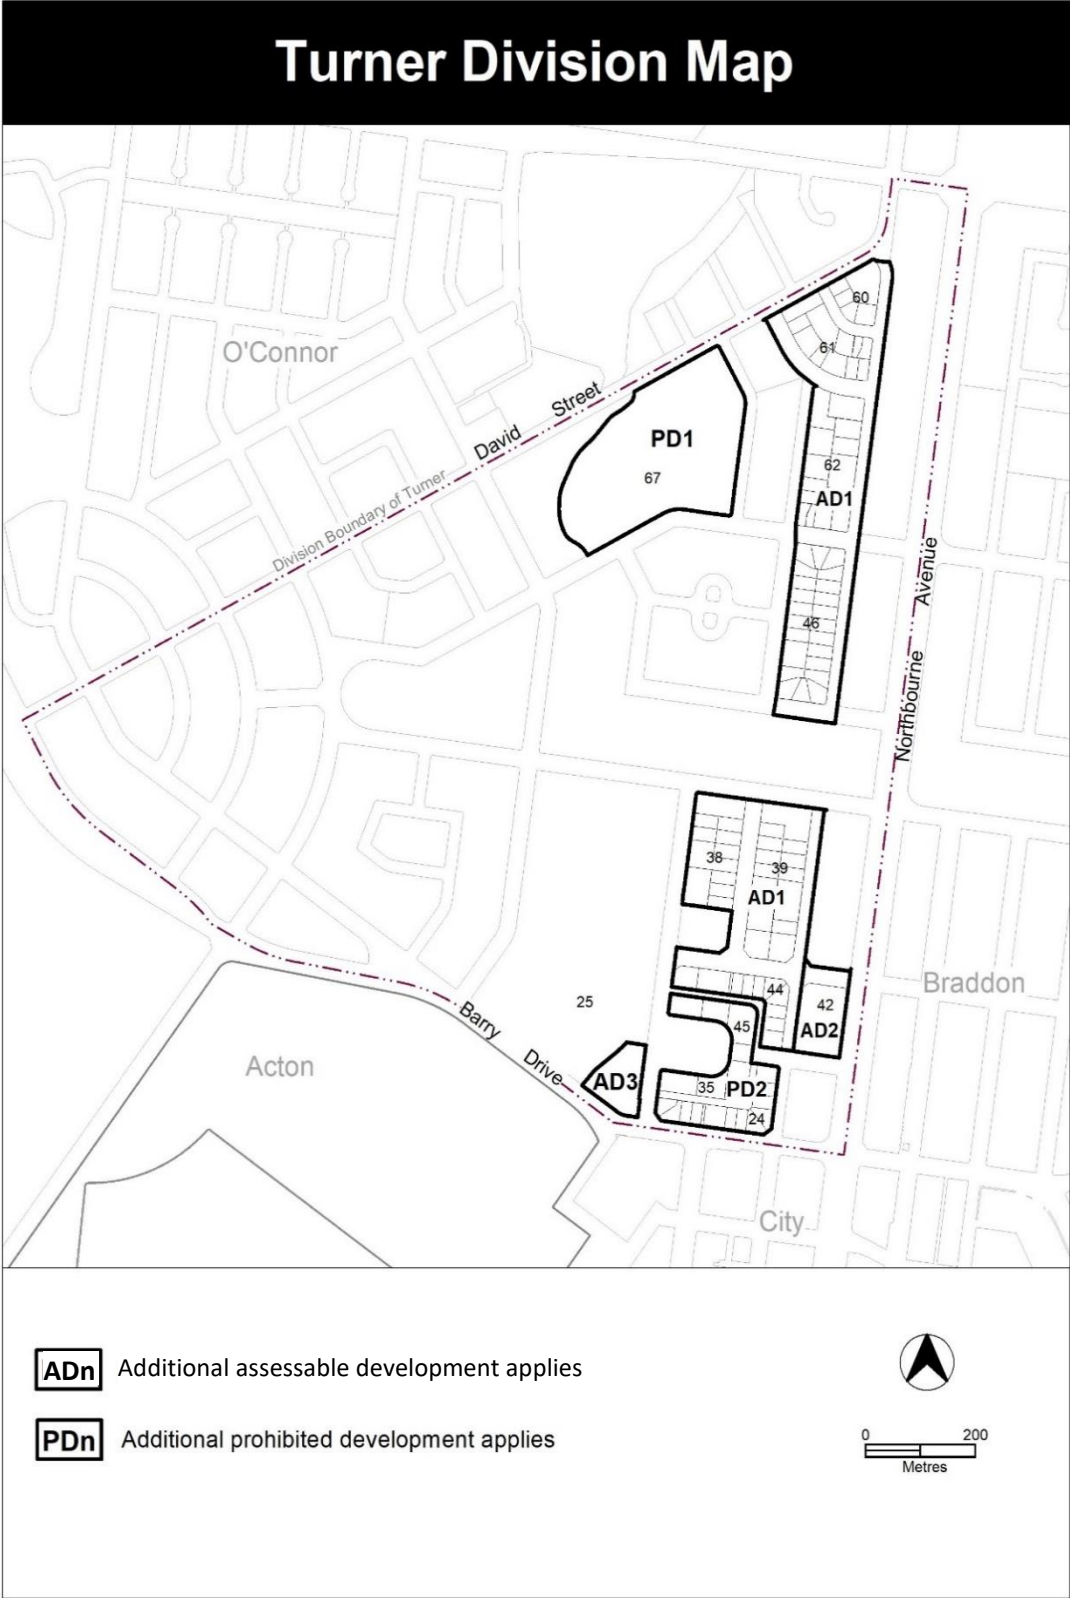 Turner Division Map
60
O'Connor
61
David Street
PD1
62
67
AD1
Division Boundary of Turner
Northbourne Avenue
46
38
39
AD1
Braddon
44
25
42
45
AD2
Barry Drive
Acton
AD3
35
PD2
24
City
ADn Additional assessable development applies
PDn Additional prohibited development applies
0 200
Metres